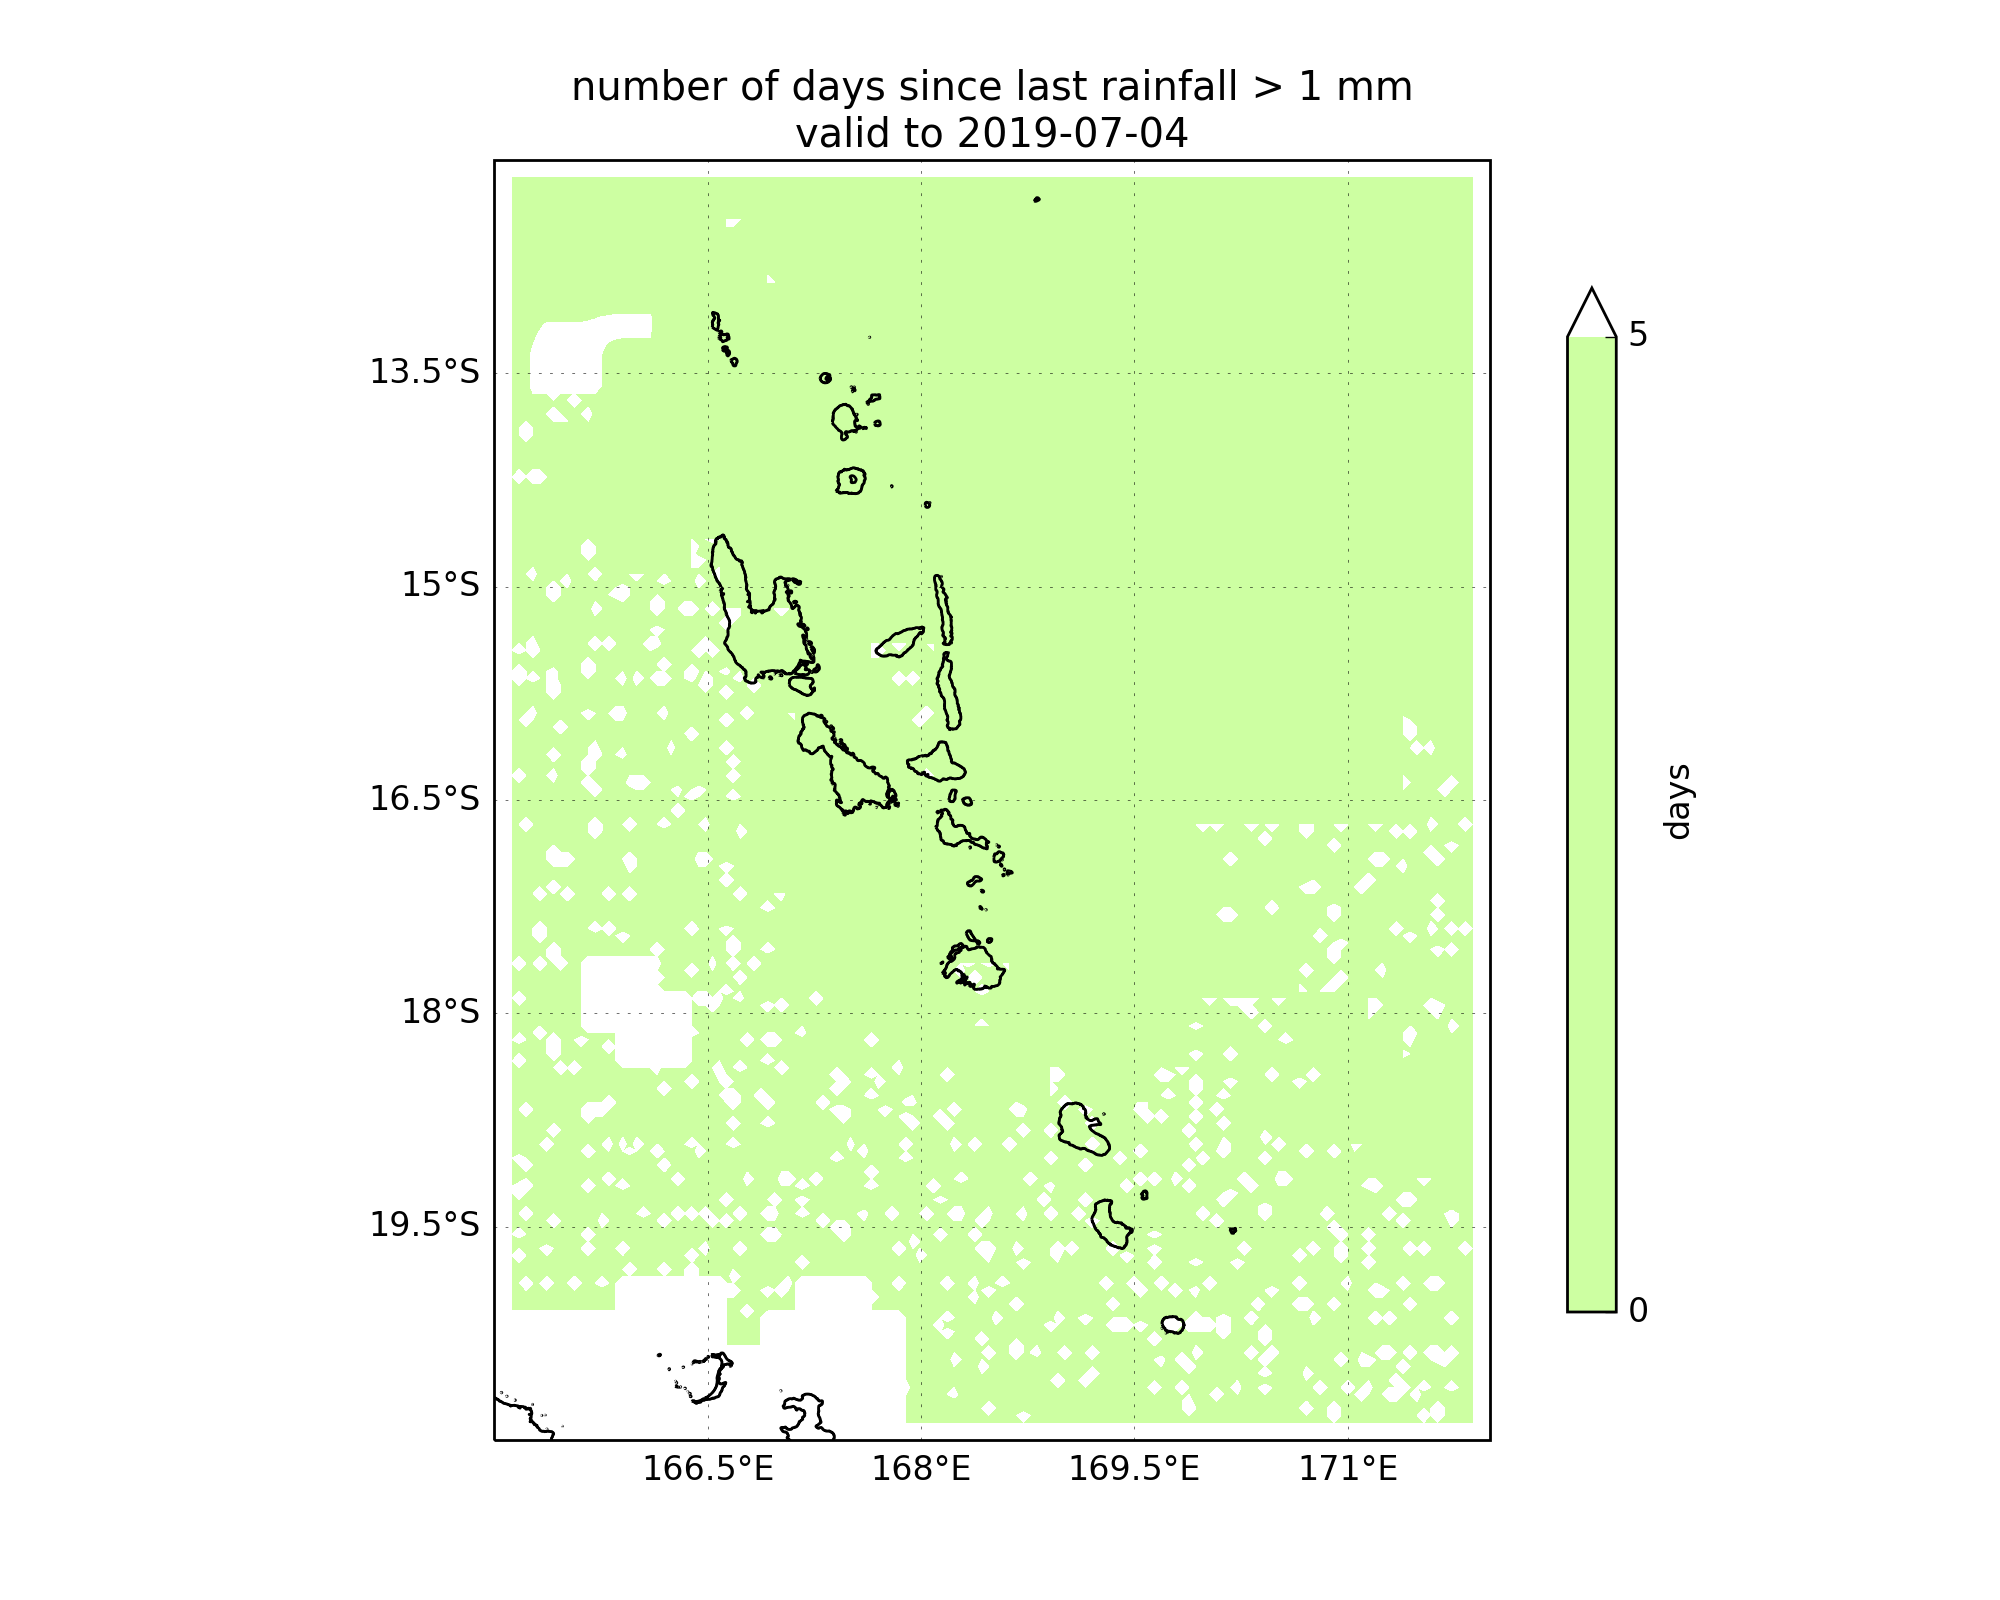 number of days since last rainfall > 1 mm
valid to 2019-07-04
13.5°S
15°S
16.5°S
18°S
19.5°S
166.5°E
168°E
169.5°E
171°E
5
days
0